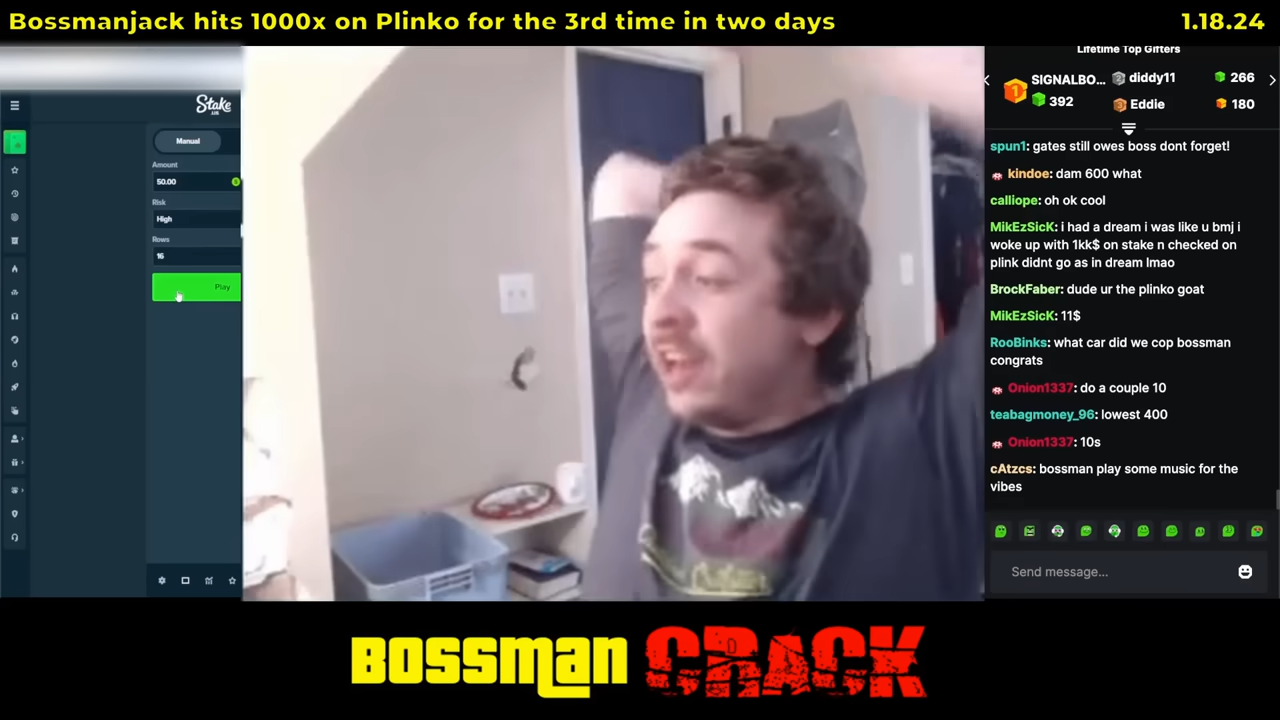 Bossmanjack hits 1000x on Plinko for the 3rd time in two days
1.18.24
Stake
.US
Manual
Amount
50.00
Risk
High
Rows
16
Play
Lifetime Top Gifters
1
SIGNALBO...
392
diddy11
266
Eddie
180
spun1: gates still owes boss dont forget!
kindoe: dam 600 what
calliope: oh ok cool
MikEzSicK: i had a dream i was like u bmj i
woke up with 1kk$ on stake n checked on
plink didnt go as in dream lmao
BrockFaber: dude ur the plinko goat
MikEzSicK: 11$
RooBinks: what car did we cop bossman
congrats
Onion1337: do a couple 10
teabagmoney_96: lowest 400
Onion1337: 10s
cAtzcs: bossman play some music for the
vibes
Send message...
BOSSMAN CRACK